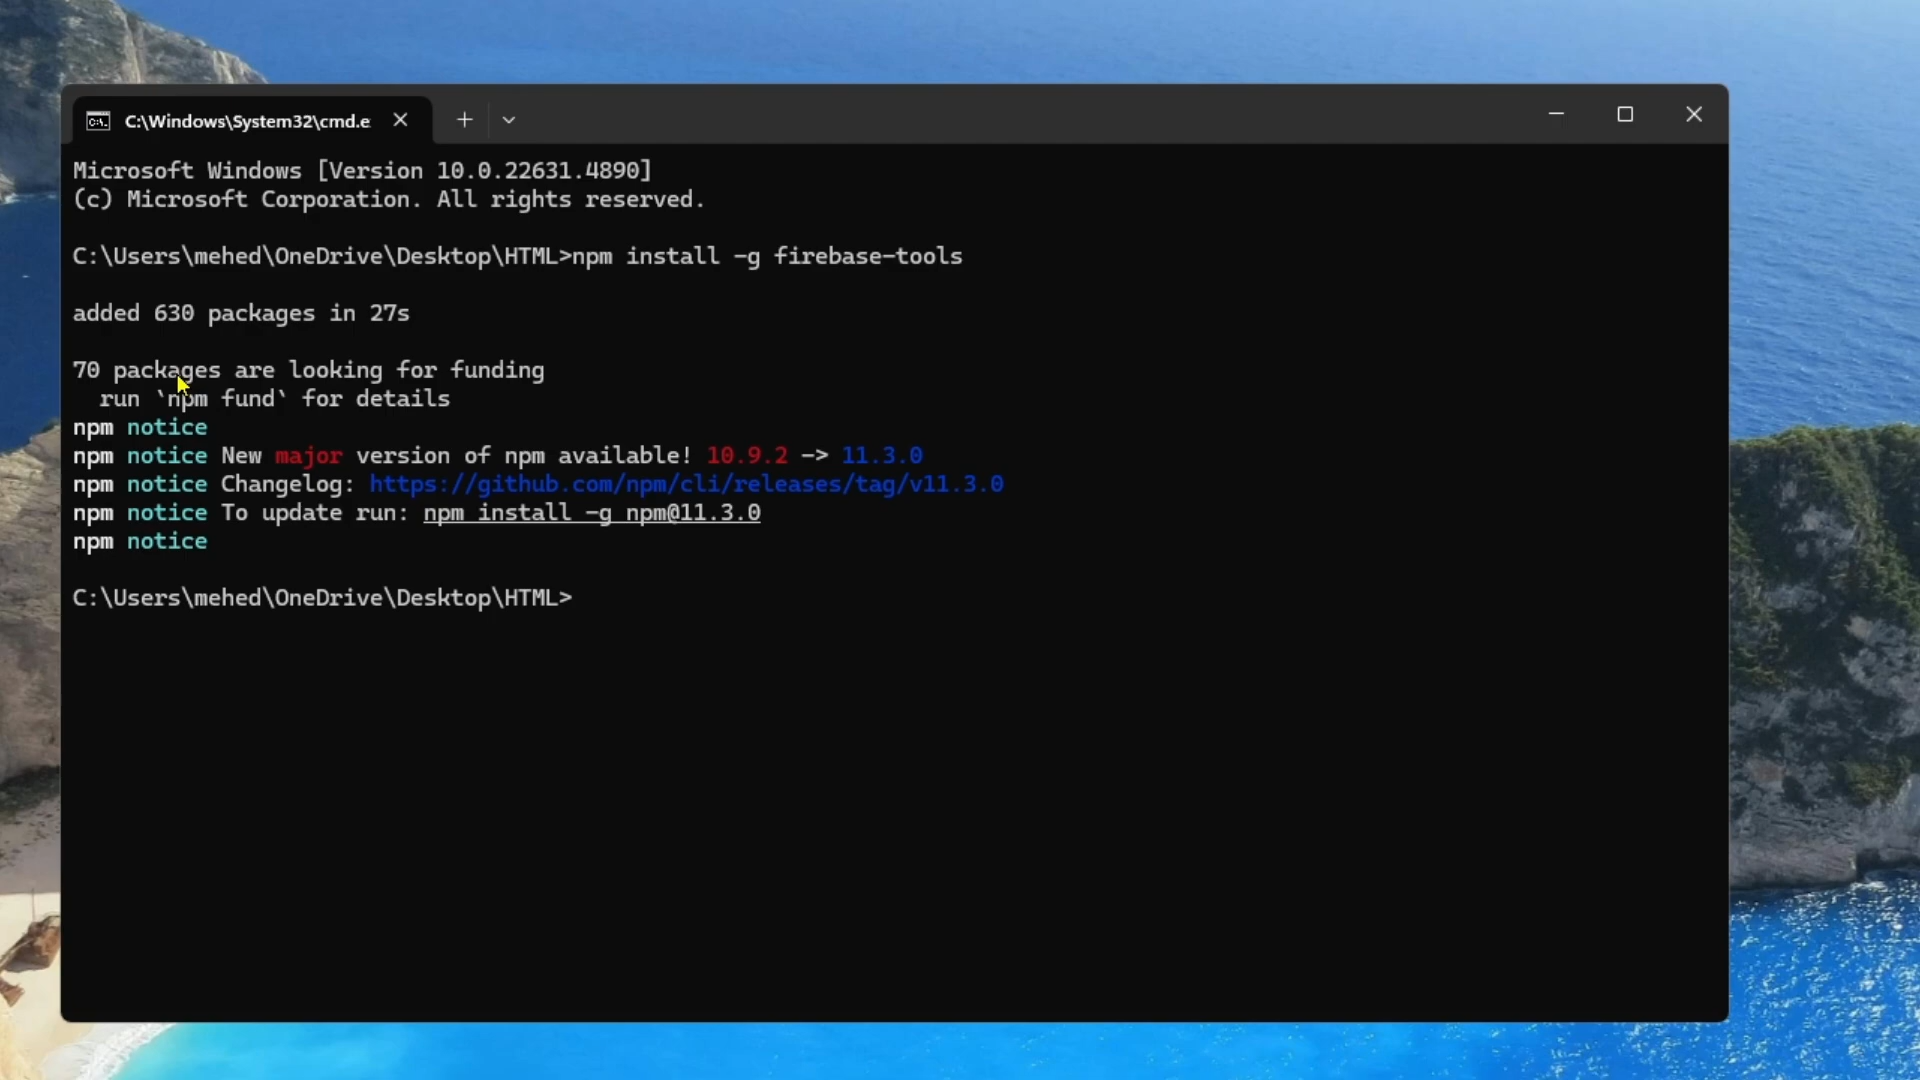 C:\Windows\System32\cmd.e
Microsoft Windows [Version 10.0.22631.4890]
(c) Microsoft Corporation. All rights reserved.
C:\Users\mehed\OneDrive\Desktop\HTML>npm install -g firebase-tools
added 630 packages in 27s
70 packages are looking for funding
run `npm fund` for details
npm notice
npm notice New major version of npm available! 10.9.2 -> 11.3.0
npm notice Changelog: https://github.com/npm/cli/releases/tag/v11.3.0
npm notice To update run: npm install -g npm@11.3.0
npm notice
C:\Users\mehed\OneDrive\Desktop\HTML>